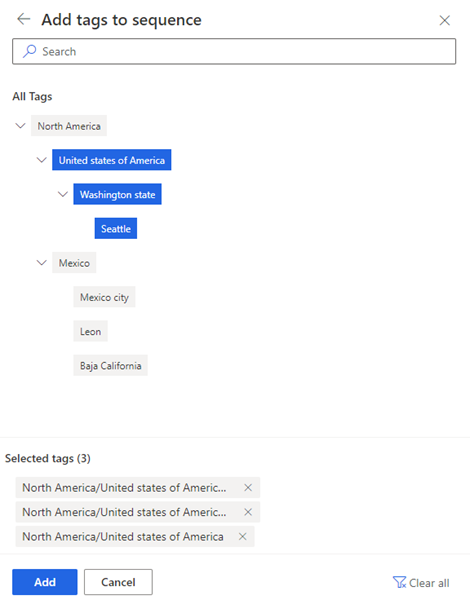 Add tags to sequence
Search
All Tags
North America
United states of America
Washington state
Seattle
Mexico
Mexico city
Leon
Baja California
Selected tags (3)
North America/United states of Americ...
North America/United states of Americ...
North America/United states of America
Add Cancel Clear all